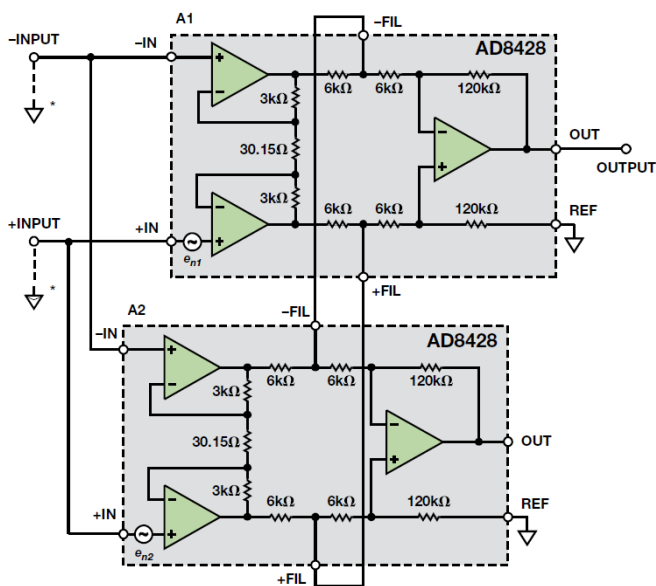 A1
−FIL
−INPUT
−IN
AD8428
*
3kΩ
6kΩ
6kΩ
120kΩ
30.15Ω
OUT
OUTPUT
3kΩ
+INPUT
+IN
6kΩ
6kΩ
120kΩ
REF
en1
*
−FIL
+FIL
A2
AD8428
−IN
3kΩ
6kΩ
6kΩ
120kΩ
30.15Ω
OUT
3kΩ
+IN
6kΩ
6kΩ
120kΩ
REF
en2
+FIL